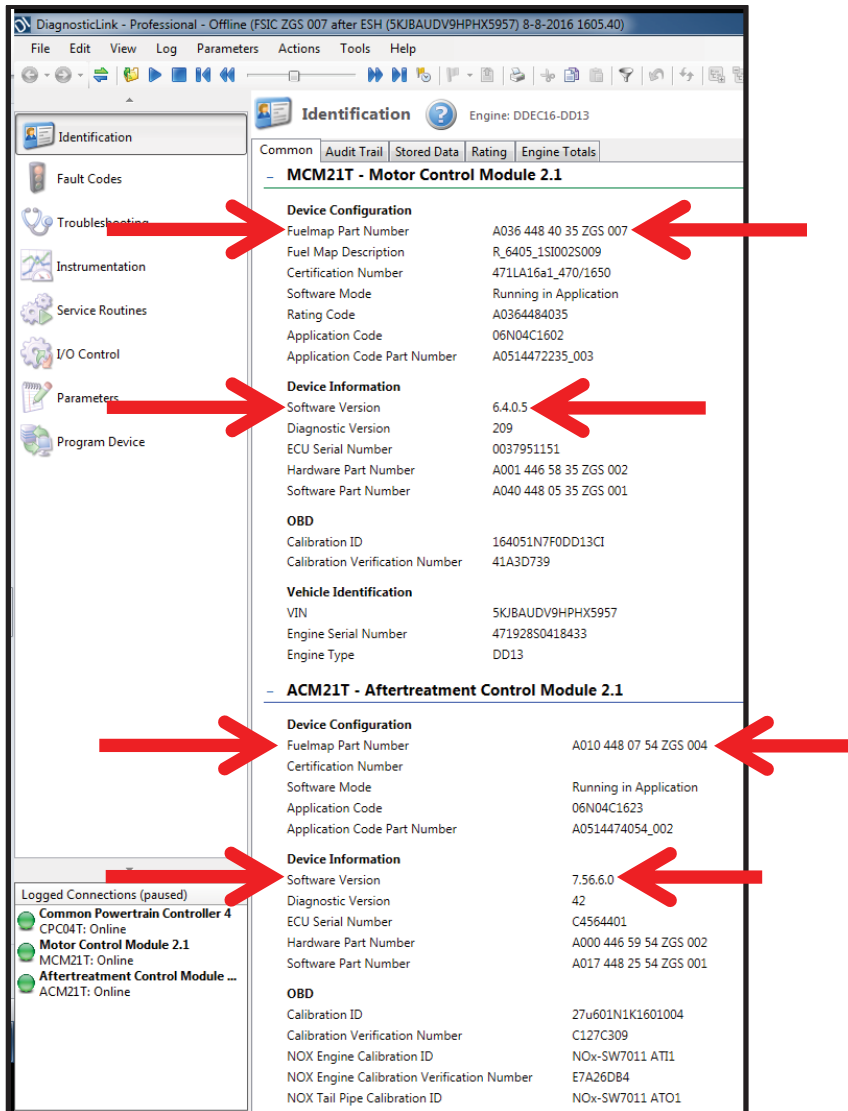 DiagnosticLink - Professional - Offline (FSIC ZGS 007 after ESH (5KJBAUDV9HPHX5957) 8-8-2016 1605.40)
File Edit View Log Parameters Actions Tools Help
Identification
Fault Codes
Troubleshooting
Instrumentation
Service Routines
I/O Control
Parameters
Program Device
Logged Connections (paused)
Common Powertrain Controller 4
CPC04T: Online
Motor Control Module 2.1
MCM21T: Online
Aftertreatment Control Module ...
ACM21T: Online
Identification Engine: DDEC16-DD13
Common Audit Trail Stored Data Rating Engine Totals
– MCM21T - Motor Control Module 2.1
Device Configuration
Fuelmap Part Number A036 448 40 35 ZGS 007
Fuel Map Description R_6405_1SI002S009
Certification Number 471LA16a1_470/1650
Software Mode Running in Application
Rating Code A0364484035
Application Code 06N04C1602
Application Code Part Number A0514472235_003
Device Information
Software Version 6.4.0.5
Diagnostic Version 209
ECU Serial Number 0037951151
Hardware Part Number A001 446 58 35 ZGS 002
Software Part Number A040 448 05 35 ZGS 001
OBD
Calibration ID 164051N7F0DD13CI
Calibration Verification Number 41A3D739
Vehicle Identification
VIN 5KJBAUDV9HPHX5957
Engine Serial Number 471928S0418433
Engine Type DD13
– ACM21T - Aftertreatment Control Module 2.1
Device Configuration
Fuelmap Part Number A010 448 07 54 ZGS 004
Certification Number
Software Mode Running in Application
Application Code 06N04C1623
Application Code Part Number A0514474054_002
Device Information
Software Version 7.56.6.0
Diagnostic Version 42
ECU Serial Number C4564401
Hardware Part Number A000 446 59 54 ZGS 002
Software Part Number A017 448 25 54 ZGS 001
OBD
Calibration ID 27u601N1K1601004
Calibration Verification Number C127C309
NOX Engine Calibration ID NOx-SW7011 ATI1
NOX Engine Calibration Verification Number E7A26DB4
NOX Tail Pipe Calibration ID NOx-SW7011 ATO1